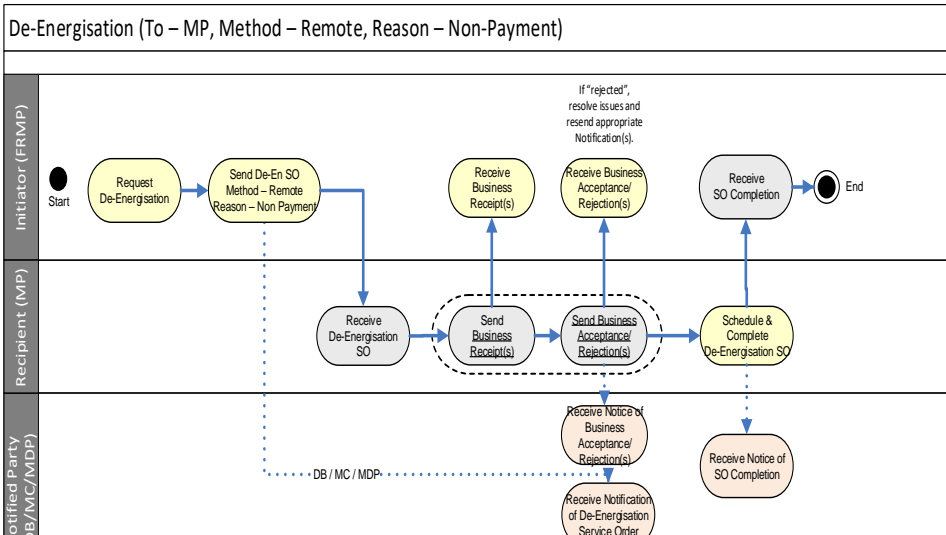 De-Energisation (To – MP, Method – Remote, Reason – Non-Payment)
Initiator (FRMP)
Start
Request
De-Energisation
Send De-En SO
Method – Remote
Reason – Non Payment
Receive
Business
Receipt(s)
If "rejected",
resolve issues and
resend appropriate
Notification(s).
Receive Business
Acceptance/
Rejection(s)
Receive
SO Completion
End
Recipient (MP)
Receive
De-Energisation
SO
Send
Business
Receipt(s)
Send Business
Acceptance/
Rejection(s)
Schedule &
Complete
De-Energisation SO
otified Party
DB/MC/MDP)
DB / MC / MDP
Receive Notice of
Business
Acceptance/
Rejection(s)
Receive Notification
of De-Energisation
Service Order
Receive Notice of
SO Completion